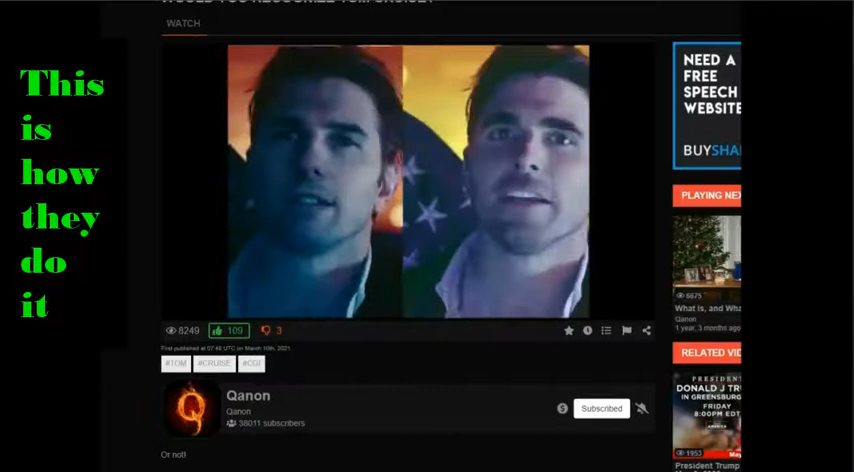 WATCH
This
is
how
they
do
it
NEED A
FREE
SPEECH
WEBSITE
BUYSHA
PLAYING NEX
6675
What is, and Wha
Qanon
1 year, 3 months ago
8249
109
3
First published at 07:48 UTC on March 10th, 2021.
#TOM
#CRUISE
#CGI
RELATED VID
PRESIDENT
DONALD J TRU
IN GREENSBURG
FRIDAY
8:00PM EDT
AMERICA
1953
President Trump
Qanon
Qanon
38011 subscribers
Subscribed
Or not!